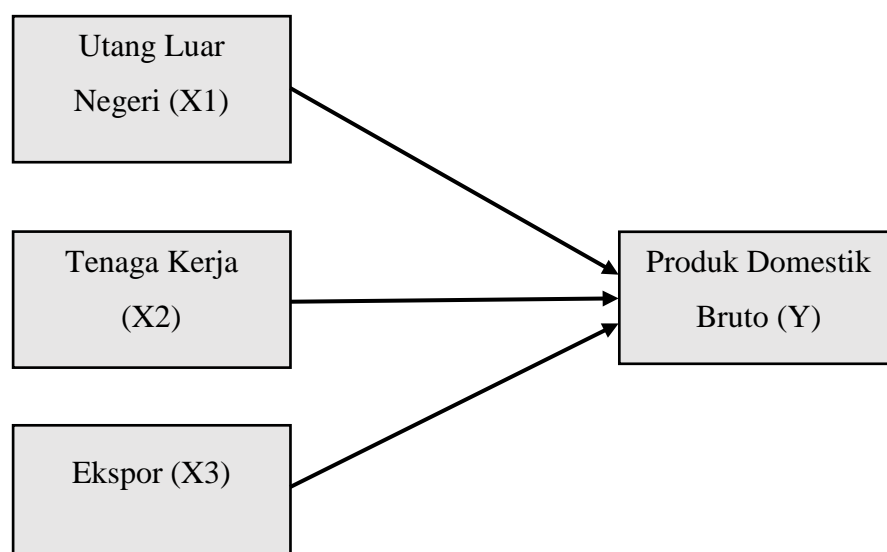 Utang Luar
Negeri (X1)
Tenaga Kerja
(X2)
Produk Domestik
Bruto (Y)
Ekspor (X3)